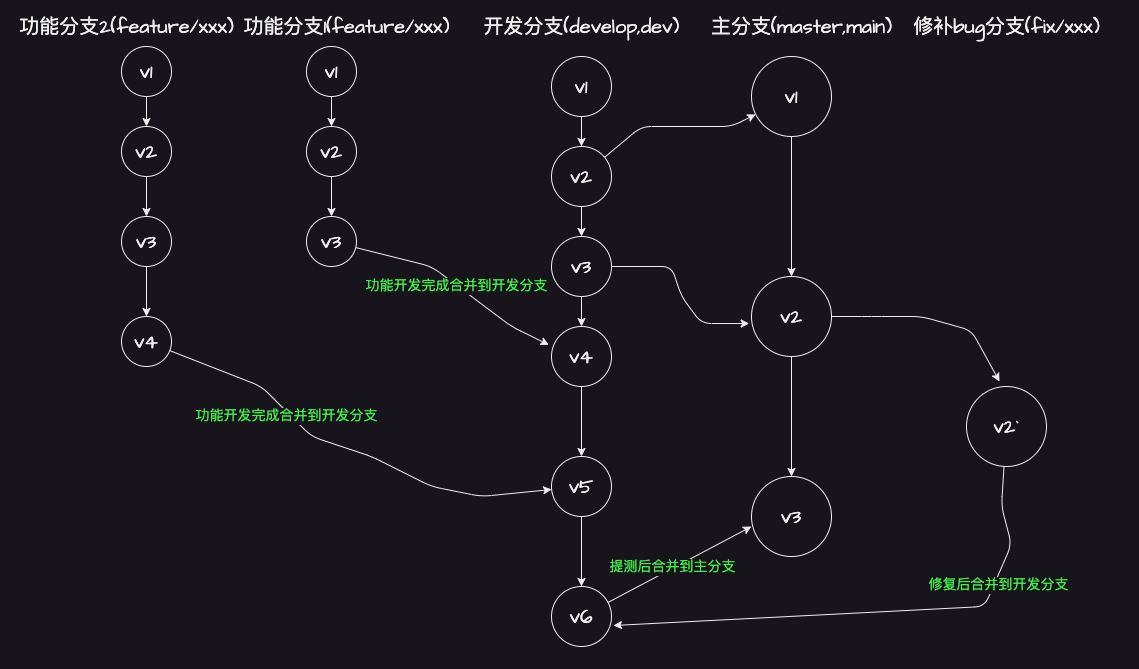 功能分支2(feature/xxx)
功能分支1(feature/xxx)
开发分支(develop,dev)
主分支(master,main)
修补bug分支(fix/xxx)
v1
v1
v1
v1
v2
v2
v2
v3
v3
v3
功能开发完成合并到开发分支
v2
v4
v4
功能开发完成合并到开发分支
v2`
v5
v3
提测后合并到主分支
修复后合并到开发分支
v6